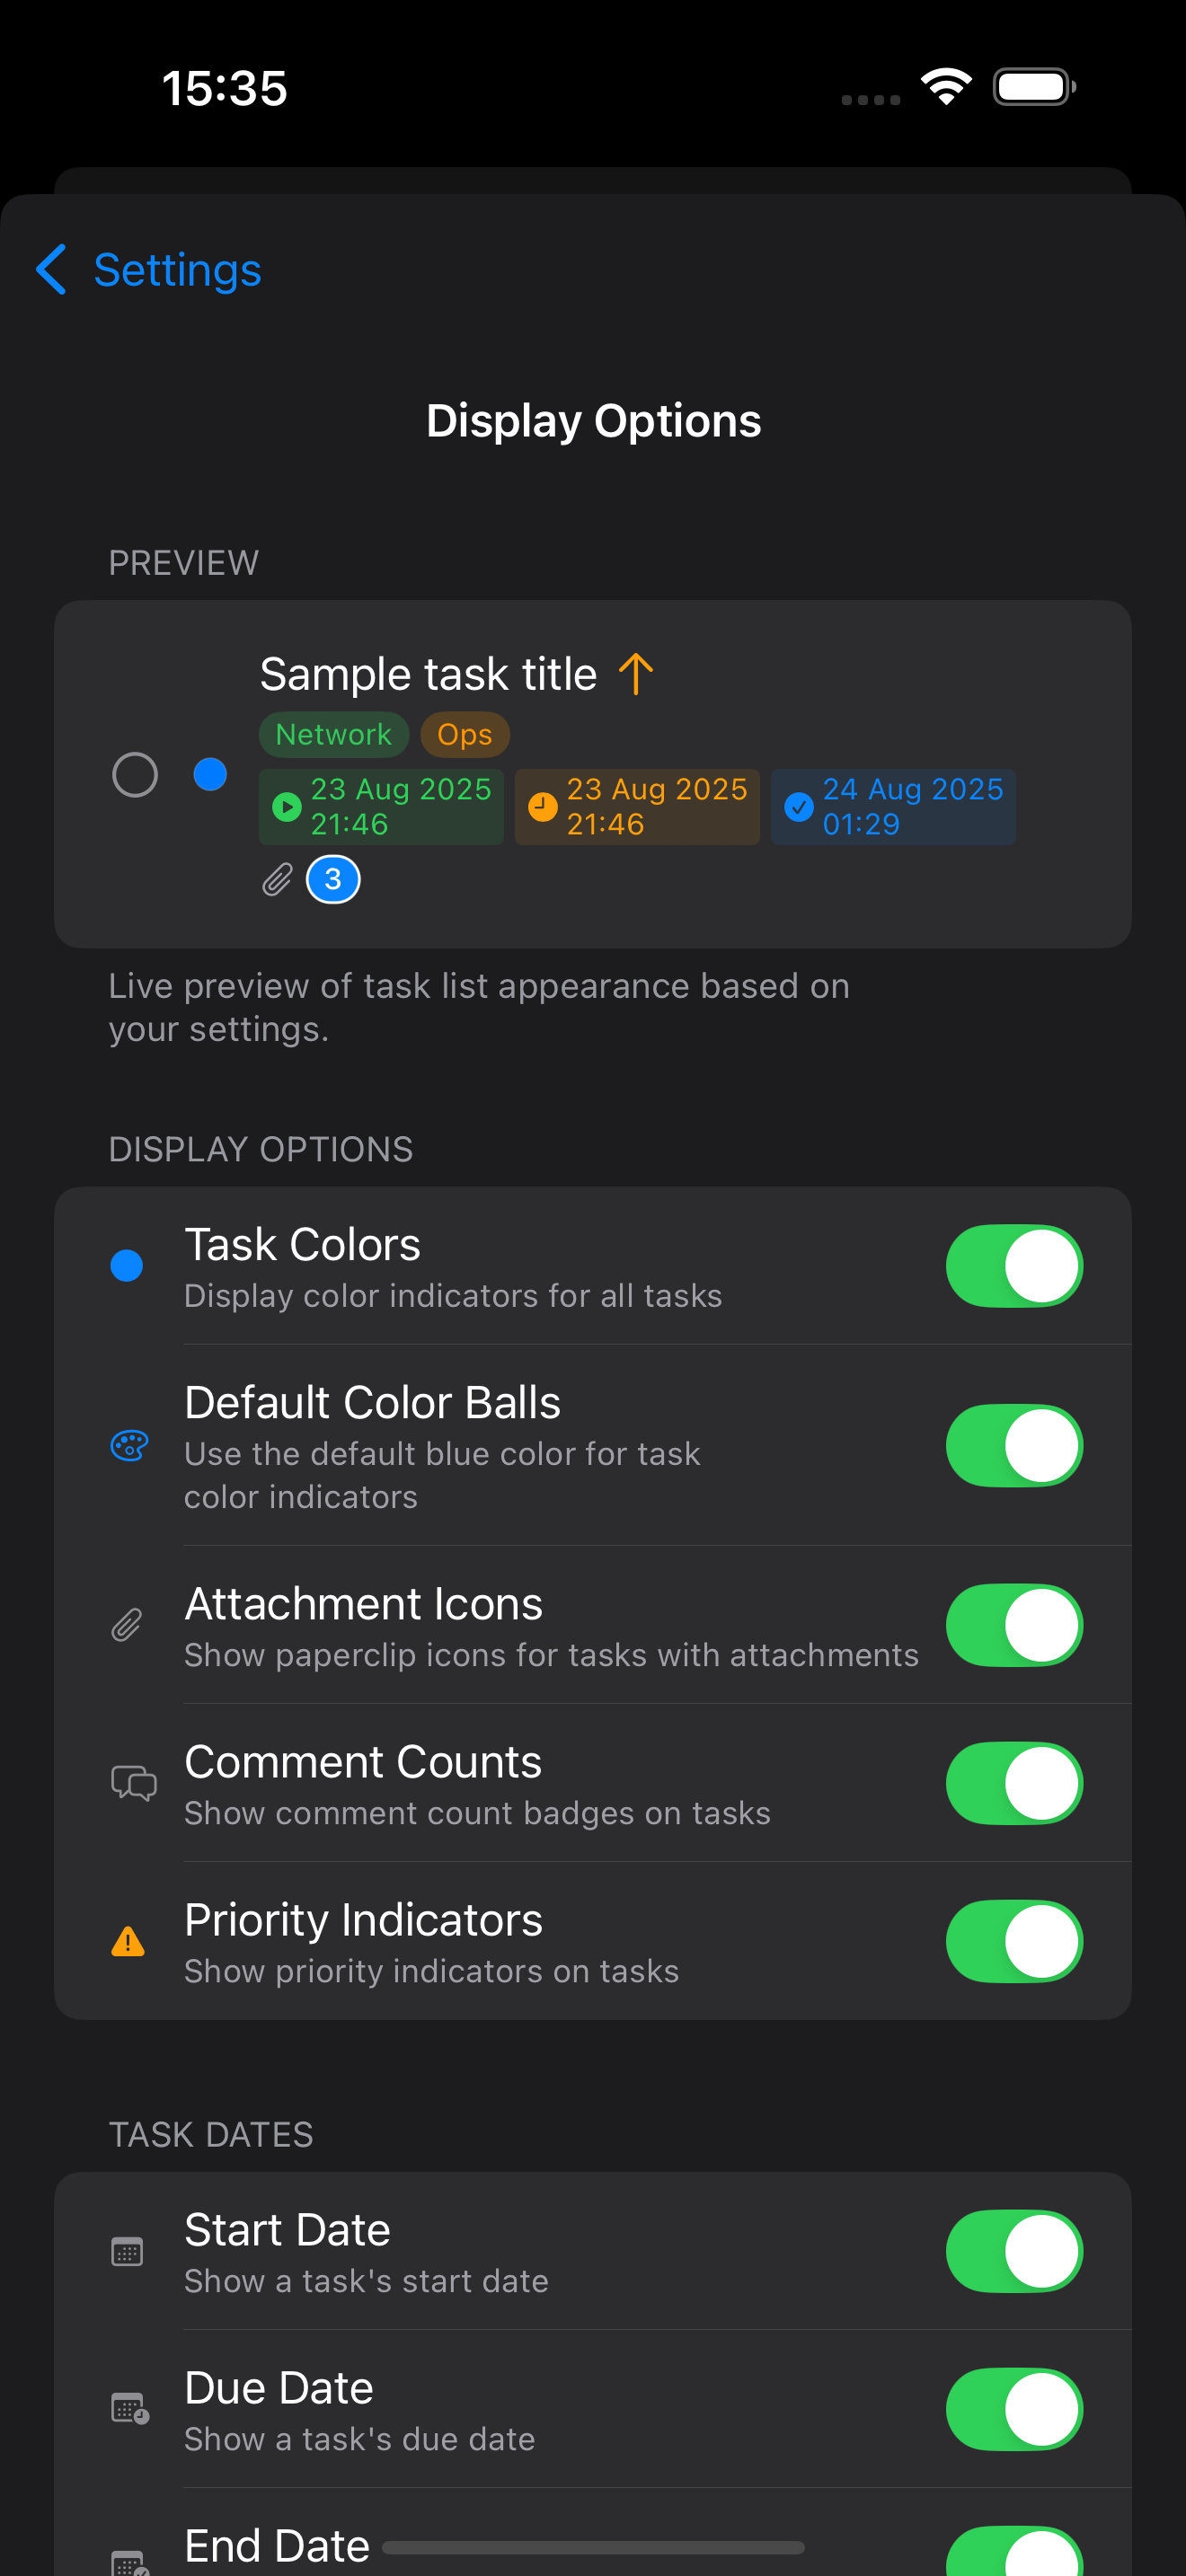 15:35
Settings
Display Options
PREVIEW
Sample task title
Network Ops
23 Aug 2025 23 Aug 2025 24 Aug 2025
21:46 21:46 01:29
3
Live preview of task list appearance based on
your settings.
DISPLAY OPTIONS
Task Colors
Display color indicators for all tasks
Default Color Balls
Use the default blue color for task
color indicators
Attachment Icons
Show paperclip icons for tasks with attachments
Comment Counts
Show comment count badges on tasks
Priority Indicators
Show priority indicators on tasks
TASK DATES
Start Date
Show a task's start date
Due Date
Show a task's due date
End Date